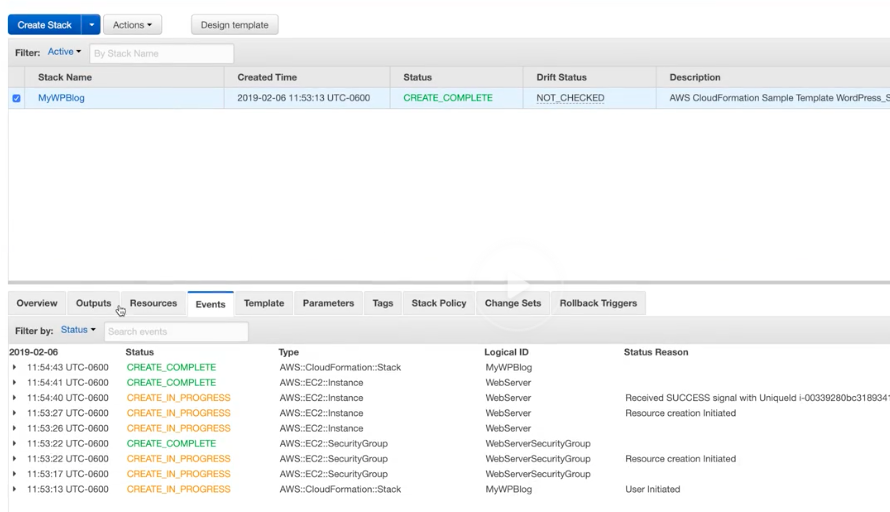 Create Stack Actions Design template
Filter: Active By Stack Name
Stack Name Created Time Status Drift Status Description
MyWPBlog 2019-02-06 11:53:13 UTC-0600 CREATE_COMPLETE NOT_CHECKED AWS CloudFormation Sample Template WordPress_S
Overview Outputs Resources Events Template Parameters Tags Stack Policy Change Sets Rollback Triggers
Filter by: Status Search events
2019-02-06 Status Type Logical ID Status Reason
11:54:43 UTC-0600 CREATE_COMPLETE AWS::CloudFormation::Stack MyWPBlog
11:54:41 UTC-0600 CREATE_COMPLETE AWS::EC2::Instance WebServer
11:54:40 UTC-0600 CREATE_IN_PROGRESS AWS::EC2::Instance WebServer Received SUCCESS signal with UniqueId i-00339280bc3189341
11:53:27 UTC-0600 CREATE_IN_PROGRESS AWS::EC2::Instance WebServer Resource creation Initiated
11:53:26 UTC-0600 CREATE_IN_PROGRESS AWS::EC2::Instance WebServer
11:53:22 UTC-0600 CREATE_COMPLETE AWS::EC2::SecurityGroup WebServerSecurityGroup
11:53:22 UTC-0600 CREATE_IN_PROGRESS AWS::EC2::SecurityGroup WebServerSecurityGroup Resource creation Initiated
11:53:17 UTC-0600 CREATE_IN_PROGRESS AWS::EC2::SecurityGroup WebServerSecurityGroup
11:53:13 UTC-0600 CREATE_IN_PROGRESS AWS::CloudFormation::Stack MyWPBlog User Initiated